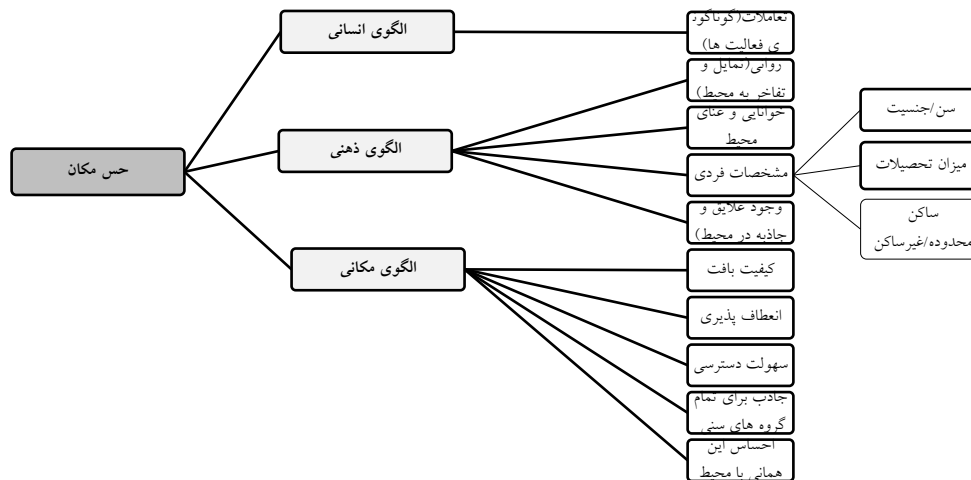 حس مکان
الگوی انسانی
تعاملات(گوناگون
ی فعالیت ها)
الگوی ذهنی
روانی(تمایل و
تفاخر به محیط)
خوانایی و غنای
محیط
مشخصات فردی
سن/جنسیت
میزان تحصیلات
ساکن
محدوده/غیرساکن
وجود علایق و
جاذبه در محیط)
الگوی مکانی
کیفیت بافت
انعطاف پذیری
سهولت دسترسی
جاذب برای تمام
گروه های سنی
احساس این
همانی با محیط